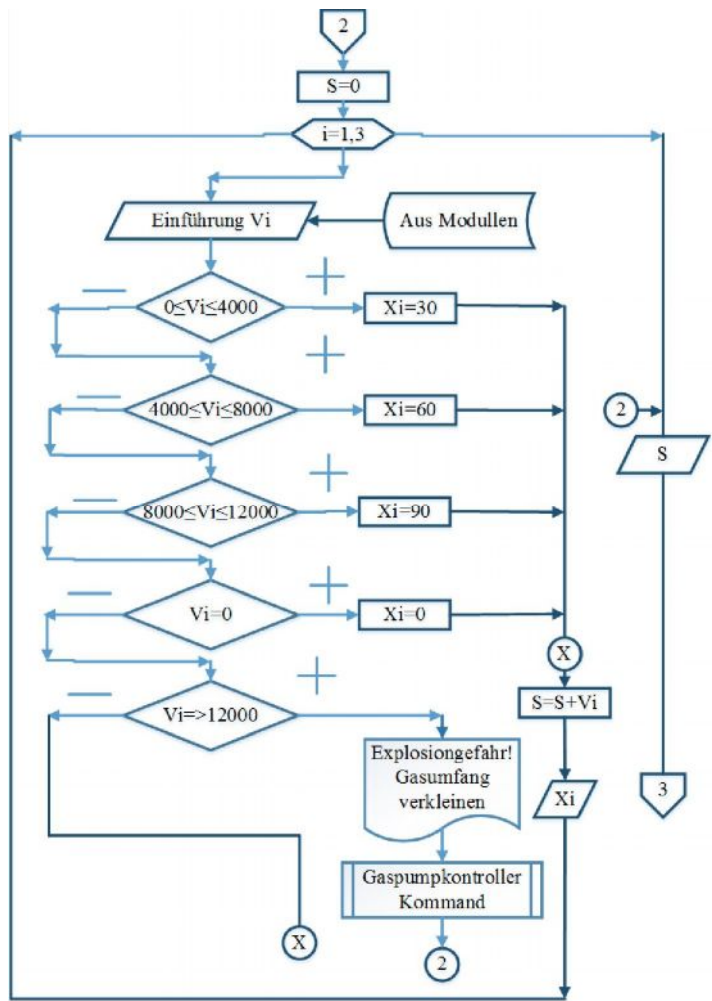 2
S=0
i=1,3
Einführung Vi
Aus Modullen
0≤Vi≤4000
Xi=30
4000≤Vi≤8000
Xi=60
2
S
8000≤Vi≤12000
Xi=90
Vi=0
Xi=0
X
Vi=>12000
S=S+Vi
Explosiongefahr!
Gasumfang
verkleinen
Xi
3
Gaspumpkontroller
Kommand
X
2